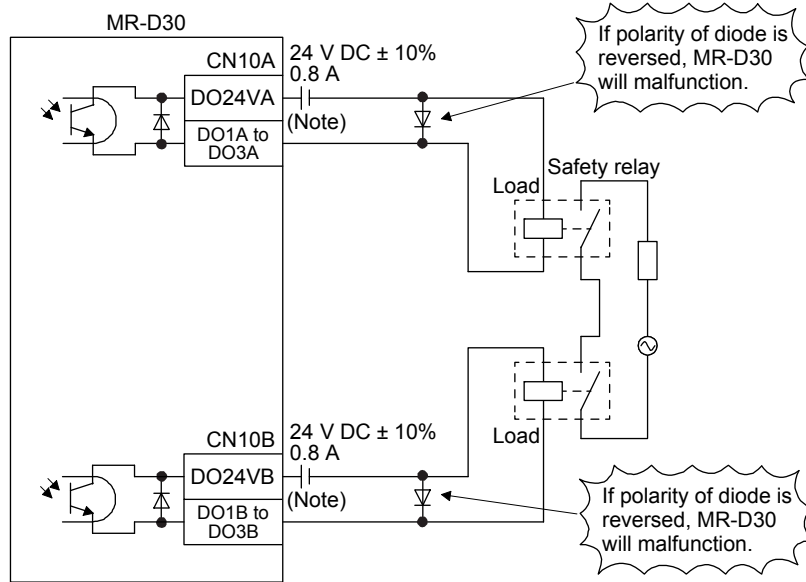 MR-D30
CN10A
24 V DC ± 10%
0.8 A
If polarity of diode is
reversed, MR-D30
will malfunction.
DO24VA
(Note)
DO1A to
DO3A
Safety relay
Load
Load
CN10B
24 V DC ± 10%
0.8 A
DO24VB
(Note)
DO1B to
DO3B
If polarity of diode is
reversed, MR-D30
will malfunction.